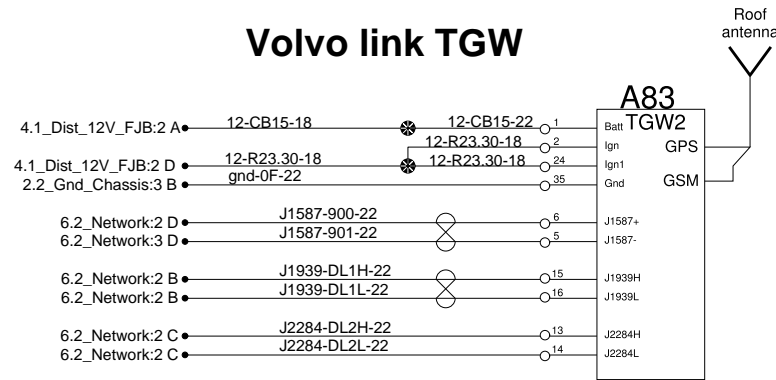 Volvo link TGW
Roof
antenna
A83
4.1_Dist_12V_FJB:2 A 12-CB15-18 12-CB15-22 1 Batt TGW2
12-R23.30-18 2 Ign GPS
4.1_Dist_12V_FJB:2 D 12-R23.30-18 12-R23.30-18 24 Ign1
2.2_Gnd_Chassis:3 B gnd-0F-22 35 Gnd GSM
6.2_Network:2 D J1587-900-22 6 J1587+
6.2_Network:3 D J1587-901-22 5 J1587-
6.2_Network:2 B J1939-DL1H-22 15 J1939H
6.2_Network:2 B J1939-DL1L-22 16 J1939L
6.2_Network:2 C J2284-DL2H-22 13 J2284H
6.2_Network:2 C J2284-DL2L-22 14 J2284L